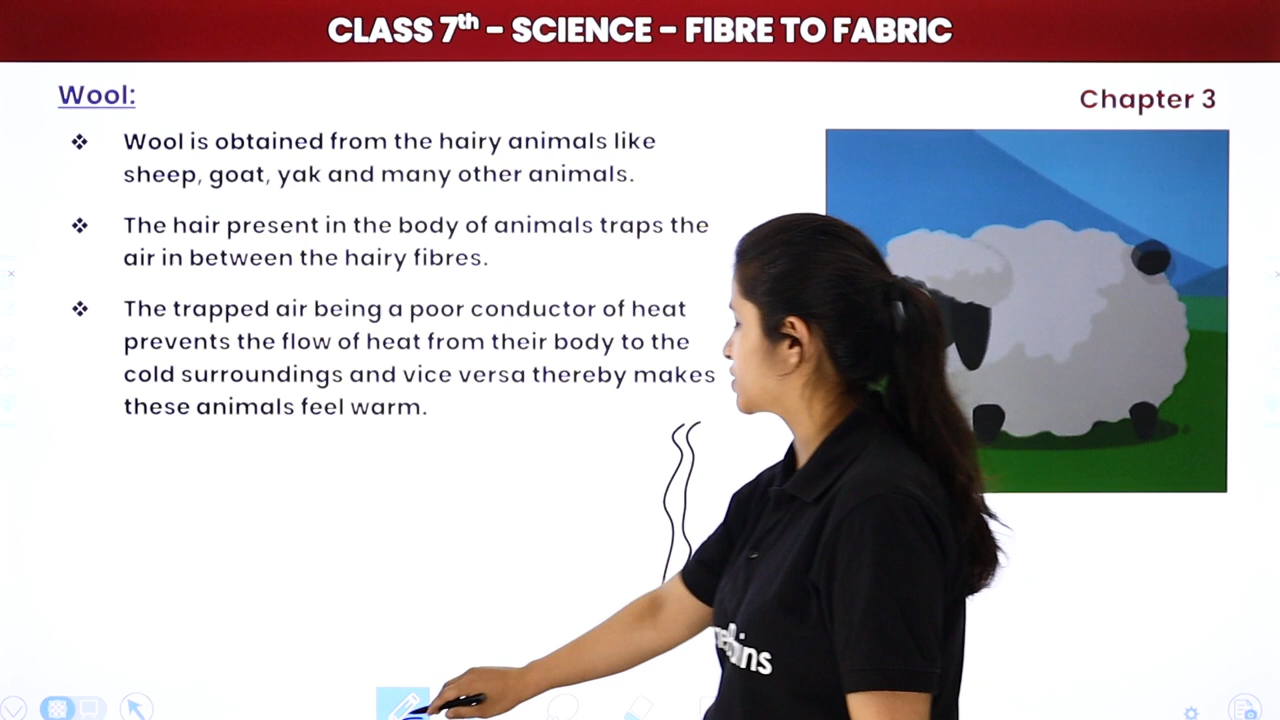 CLASS 7th – SCIENCE – FIBRE TO FABRIC
Wool:
Chapter 3
❖ Wool is obtained from the hairy animals like
sheep, goat, yak and many other animals.
❖ The hair present in the body of animals traps the
air in between the hairy fibres.
❖ The trapped air being a poor conductor of heat
prevents the flow of heat from their body to the
cold surroundings and vice versa thereby makes
these animals feel warm.